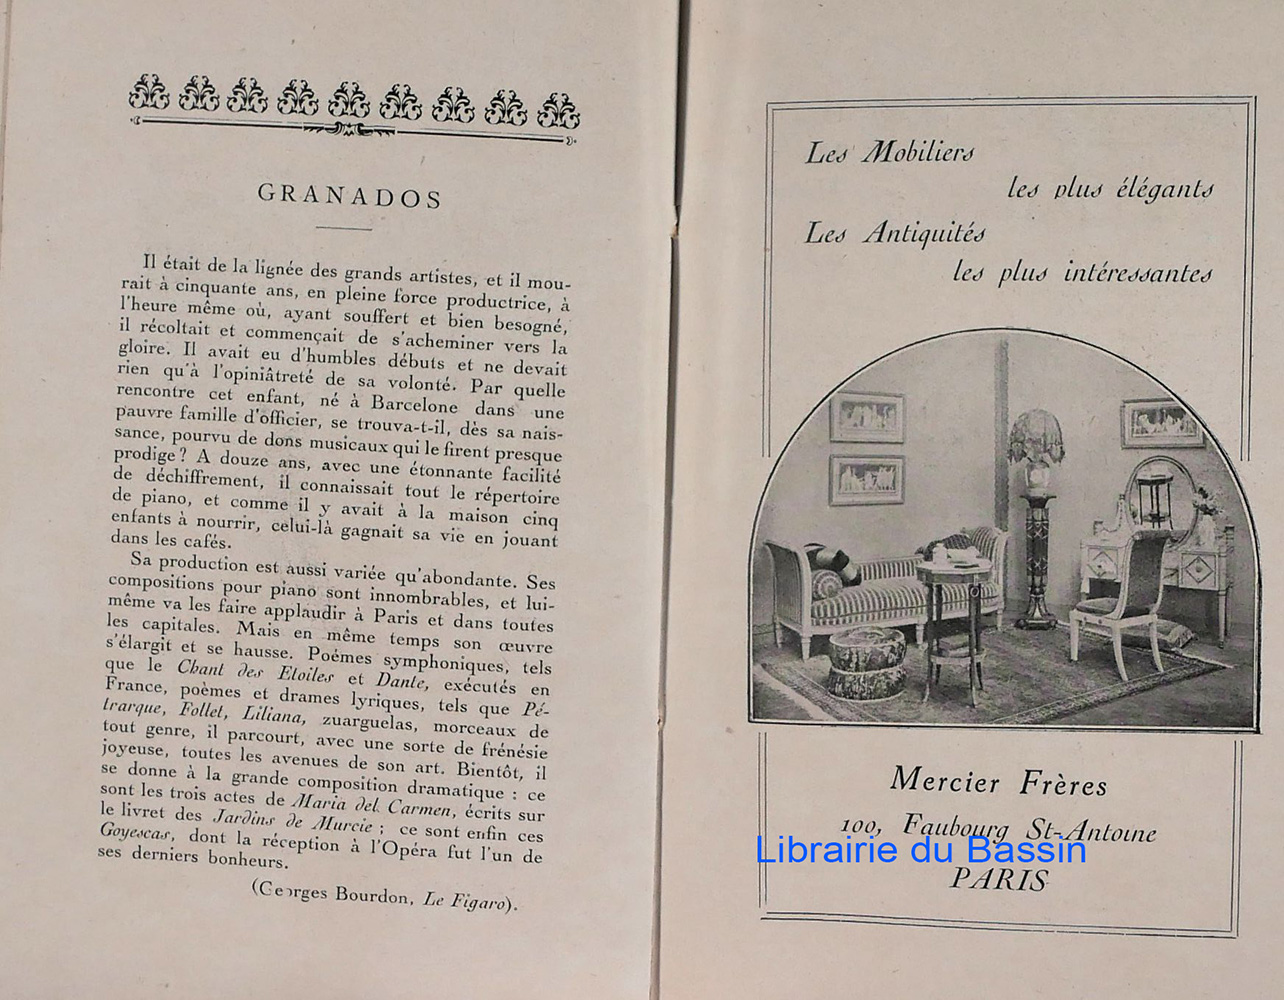 GRANADOS
Il était de la lignée des grands artistes, et il mou-
rait à cinquante ans, en pleine force productrice, à
l'heure même où, ayant souffert et bien besogné,
il récoltait et commençait de s'acheminer vers la
gloire. Il avait eu d'humbles débuts et ne devait
rien qu'à l'opiniâtreté de sa volonté. Par quelle
rencontre cet enfant, né à Barcelone dans une
pauvre famille d'officier, se trouva-t-il, dès sa nais-
sance, pourvu de dons musicaux qui le firent presque
prodige ? A douze ans, avec une étonnante facilité
de déchiffrement, il connaissait tout le répertoire
de piano, et comme il y avait à la maison cinq
enfants à nourrir, celui-là gagnait sa vie en jouant
dans les cafés.
Sa production est aussi variée qu'abondante. Ses
compositions pour piano sont innombrables, et lui-
même va les faire applaudir à Paris et dans toutes
les capitales. Mais en même temps son œuvre
s'élargit et se hausse. Poémes symphoniques, tels
que le Chant des Etoiles et Dante, exécutés en
France, poèmes et drames lyriques, tels que Pé-
trarque, Follet, Liliana, zuarguelas, morceaux de
tout genre, il parcourt, avec une sorte de frénésie
joyeuse, toutes les avenues de son art. Bientôt, il
se donne à la grande composition dramatique : ce
sont les trois actes de Maria del Carmen, écrits sur
le livret des Jardins de Murcie ; ce sont enfin ces
Goyescas, dont la réception à l'Opéra fut l'un de
ses derniers bonheurs.
(Georges Bourdon, Le Figaro).
Les Mobiliers
les plus élégants
Les Antiquités
les plus intéressantes
Mercier Frères
100, Faubourg St-Antoine
Librairie du Bassin
PARIS